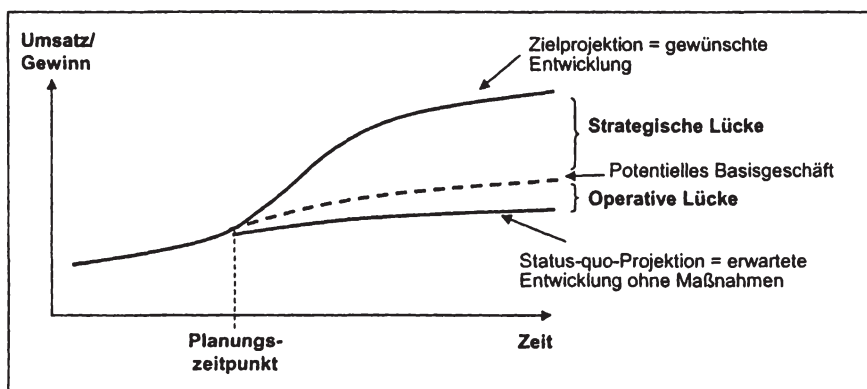 Umsatz/
Gewinn
Zielprojektion = gewünschte
Entwicklung
Strategische Lücke
Potentielles Basisgeschäft
Operative Lücke
Status-quo-Projektion = erwartete
Entwicklung ohne Maßnahmen
Planungs-
zeitpunkt
Zeit